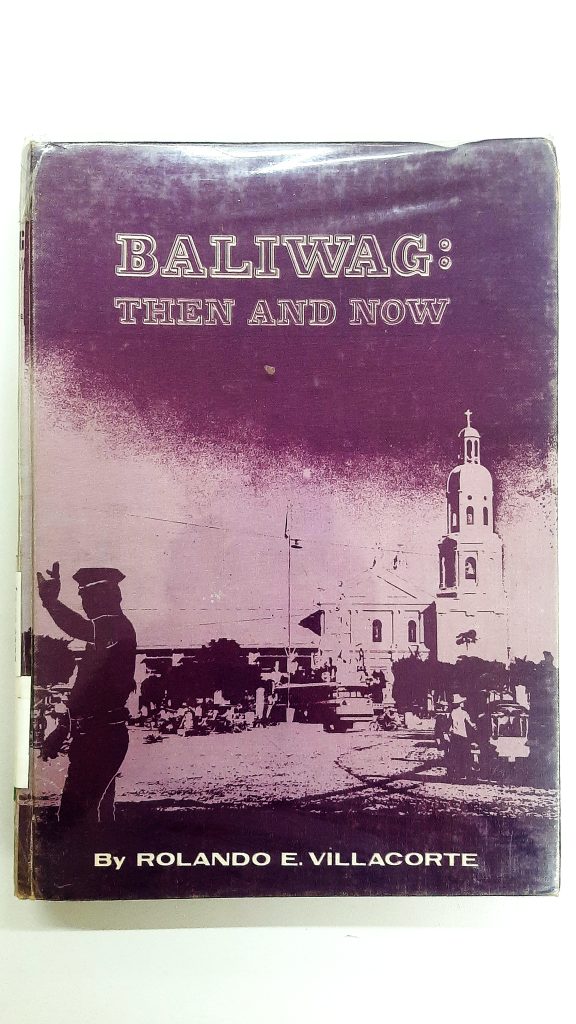 BALIWAG:
THEN AND NOW
By ROLANDO E. VILLACORTE